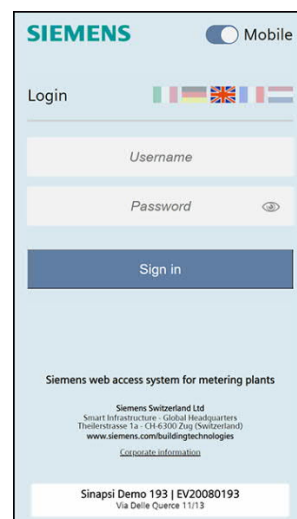 SIEMENS
Mobile
Login
Username
Password
Sign in
Siemens web access system for metering plants
Siemens Switzerland Ltd
Smart Infrastructure - Global Headquarters
Theilerstrasse 1a - CH-6300 Zug (Switzerland)
www.siemens.com/buildingtechnologies
Corporate information
Sinapsi Demo 193 | EV20080193
Via Delle Querce 11/13